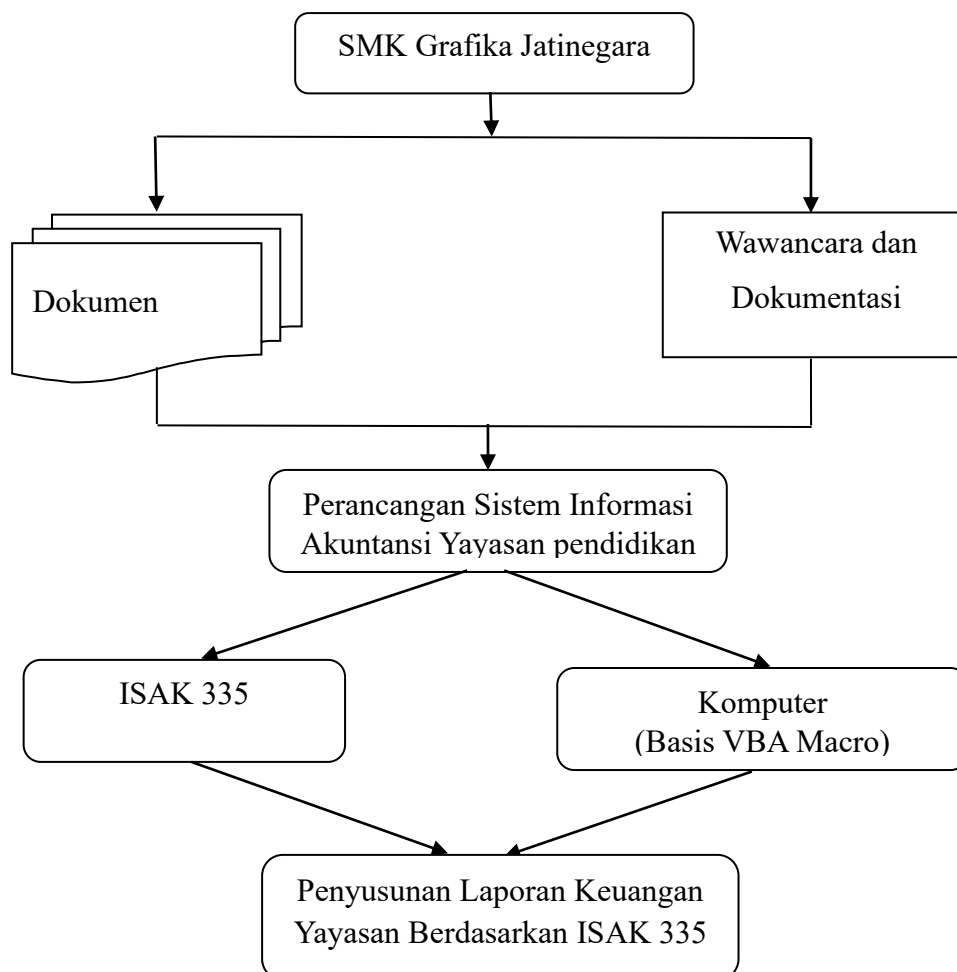 SMK Grafika Jatinegara
Dokumen
Wawancara dan
Dokumentasi
Perancangan Sistem Informasi
Akuntansi Yayasan pendidikan
ISAK 335
Komputer
(Basis VBA Macro)
Penyusunan Laporan Keuangan
Yayasan Berdasarkan ISAK 335